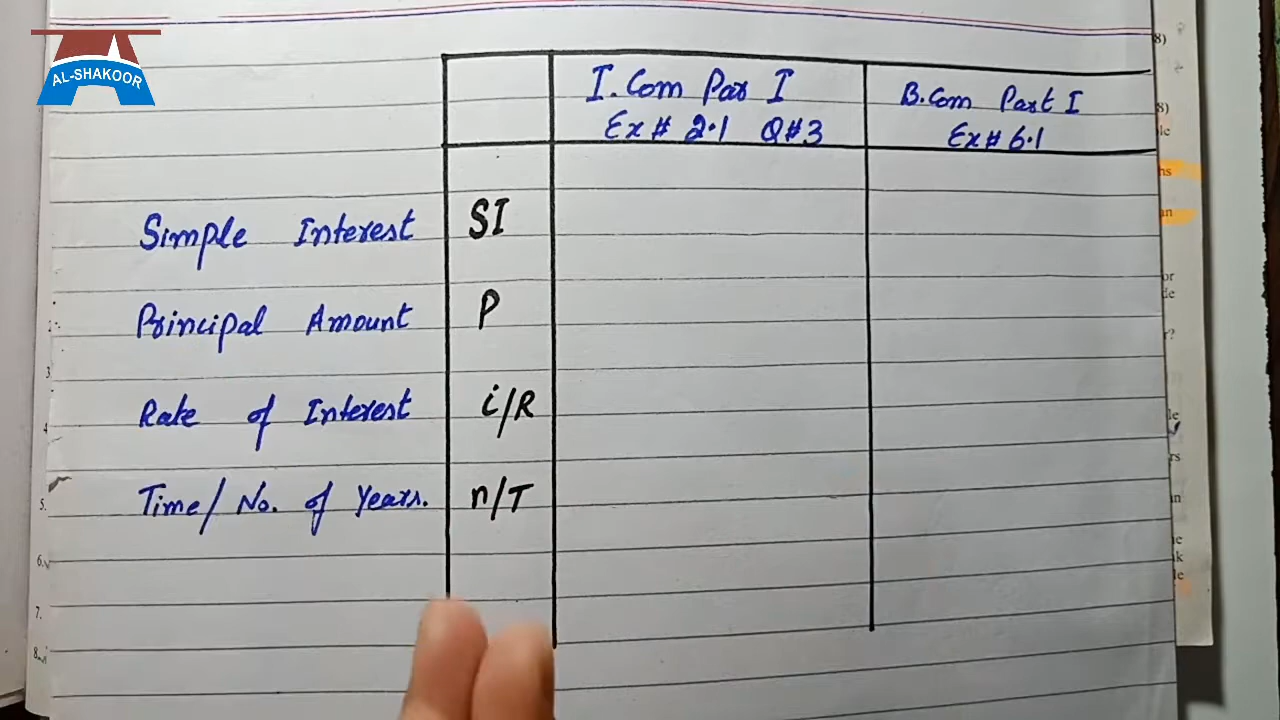 AL-SHAKOOR
I.Com Par I
B.Com Part I
Ex# 2.1 Q#3
Ex# 6.1
Simple Interest SI
Principal Amount P
Rate of Interest i/R
Time/ No. of Years. n/T